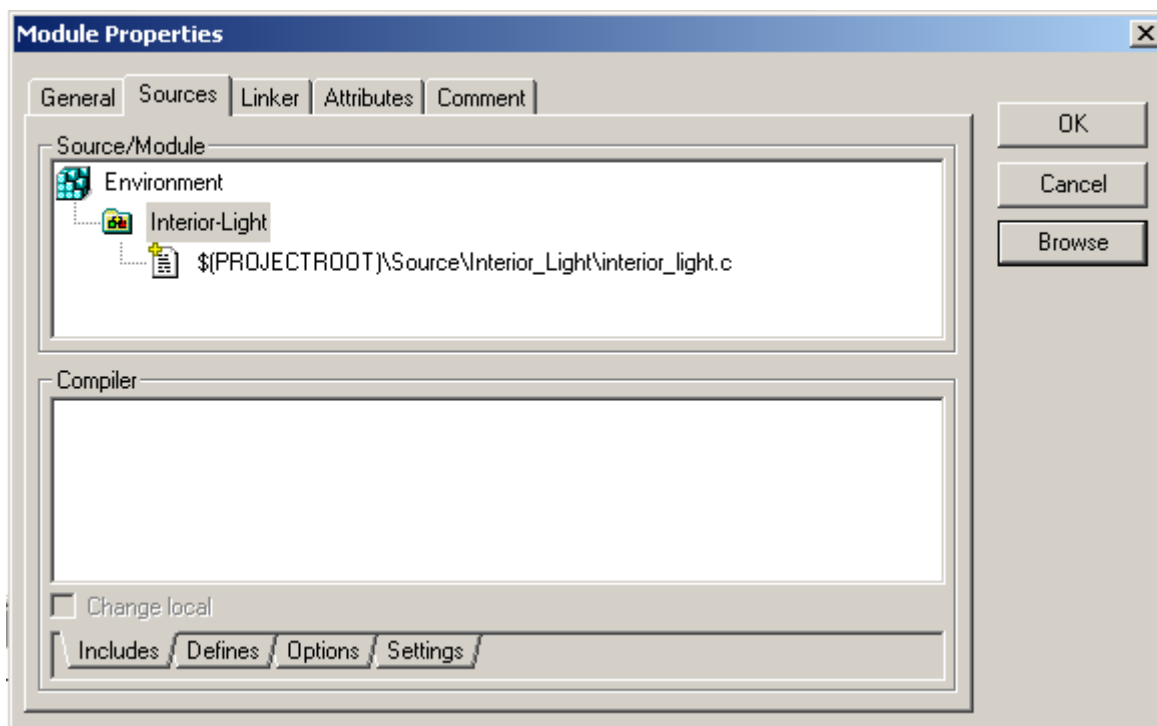 Module Properties
General Sources Linker Attributes Comment
OK
Source/Module
Environment
Cancel
Interior-Light
Browse
$(PROJECTROOT)\Source\Interior_Light\interior_light.c
Compiler
Change local
Includes Defines Options Settings